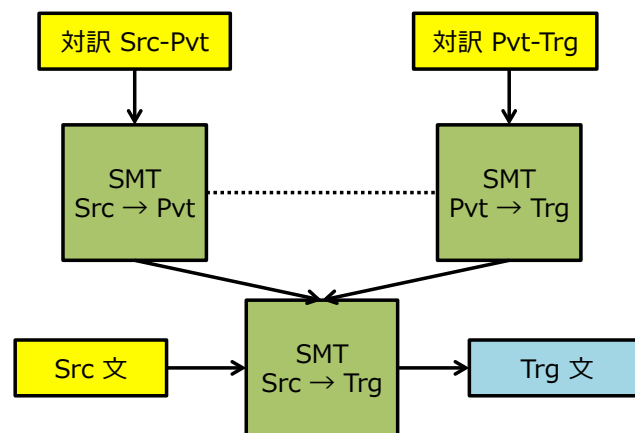 対訳 Src-Pvt
対訳 Pvt-Trg
SMT
Src → Pvt
SMT
Pvt → Trg
Src 文
SMT
Src → Trg
Trg 文